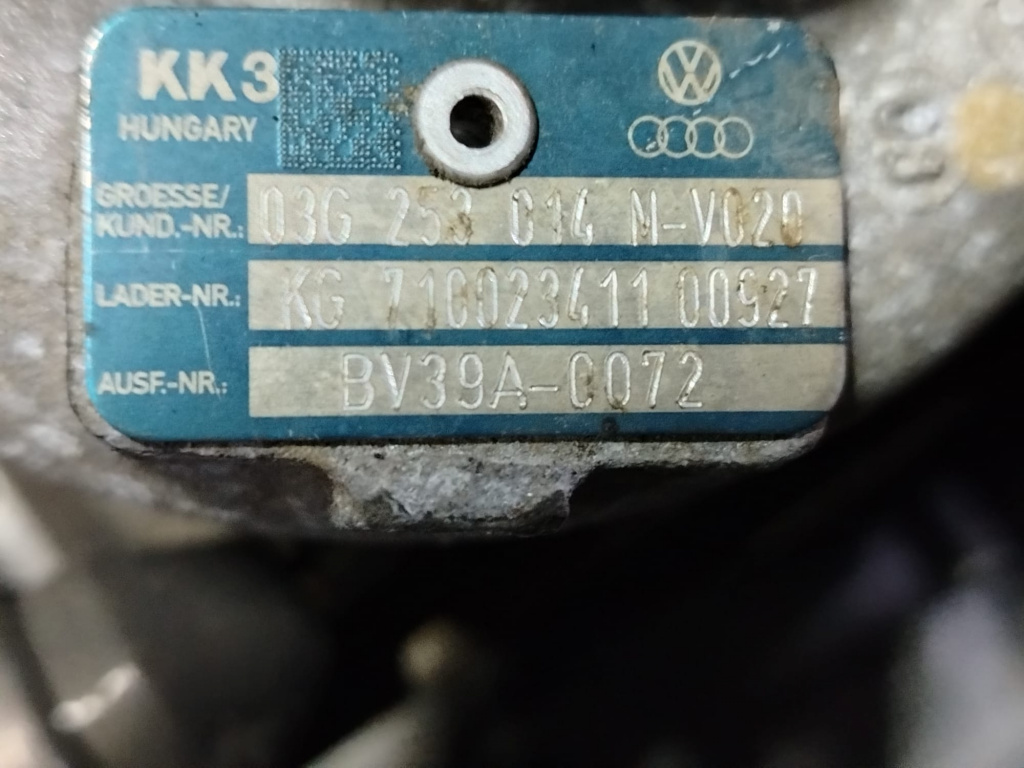 KK3
HUNGARY
GROESSE/
KUND.-NR.: 03G 253 014 M-V020
LADER-NR.: KG 710023411 00927
AUSF.-NR.: BV39A-0072